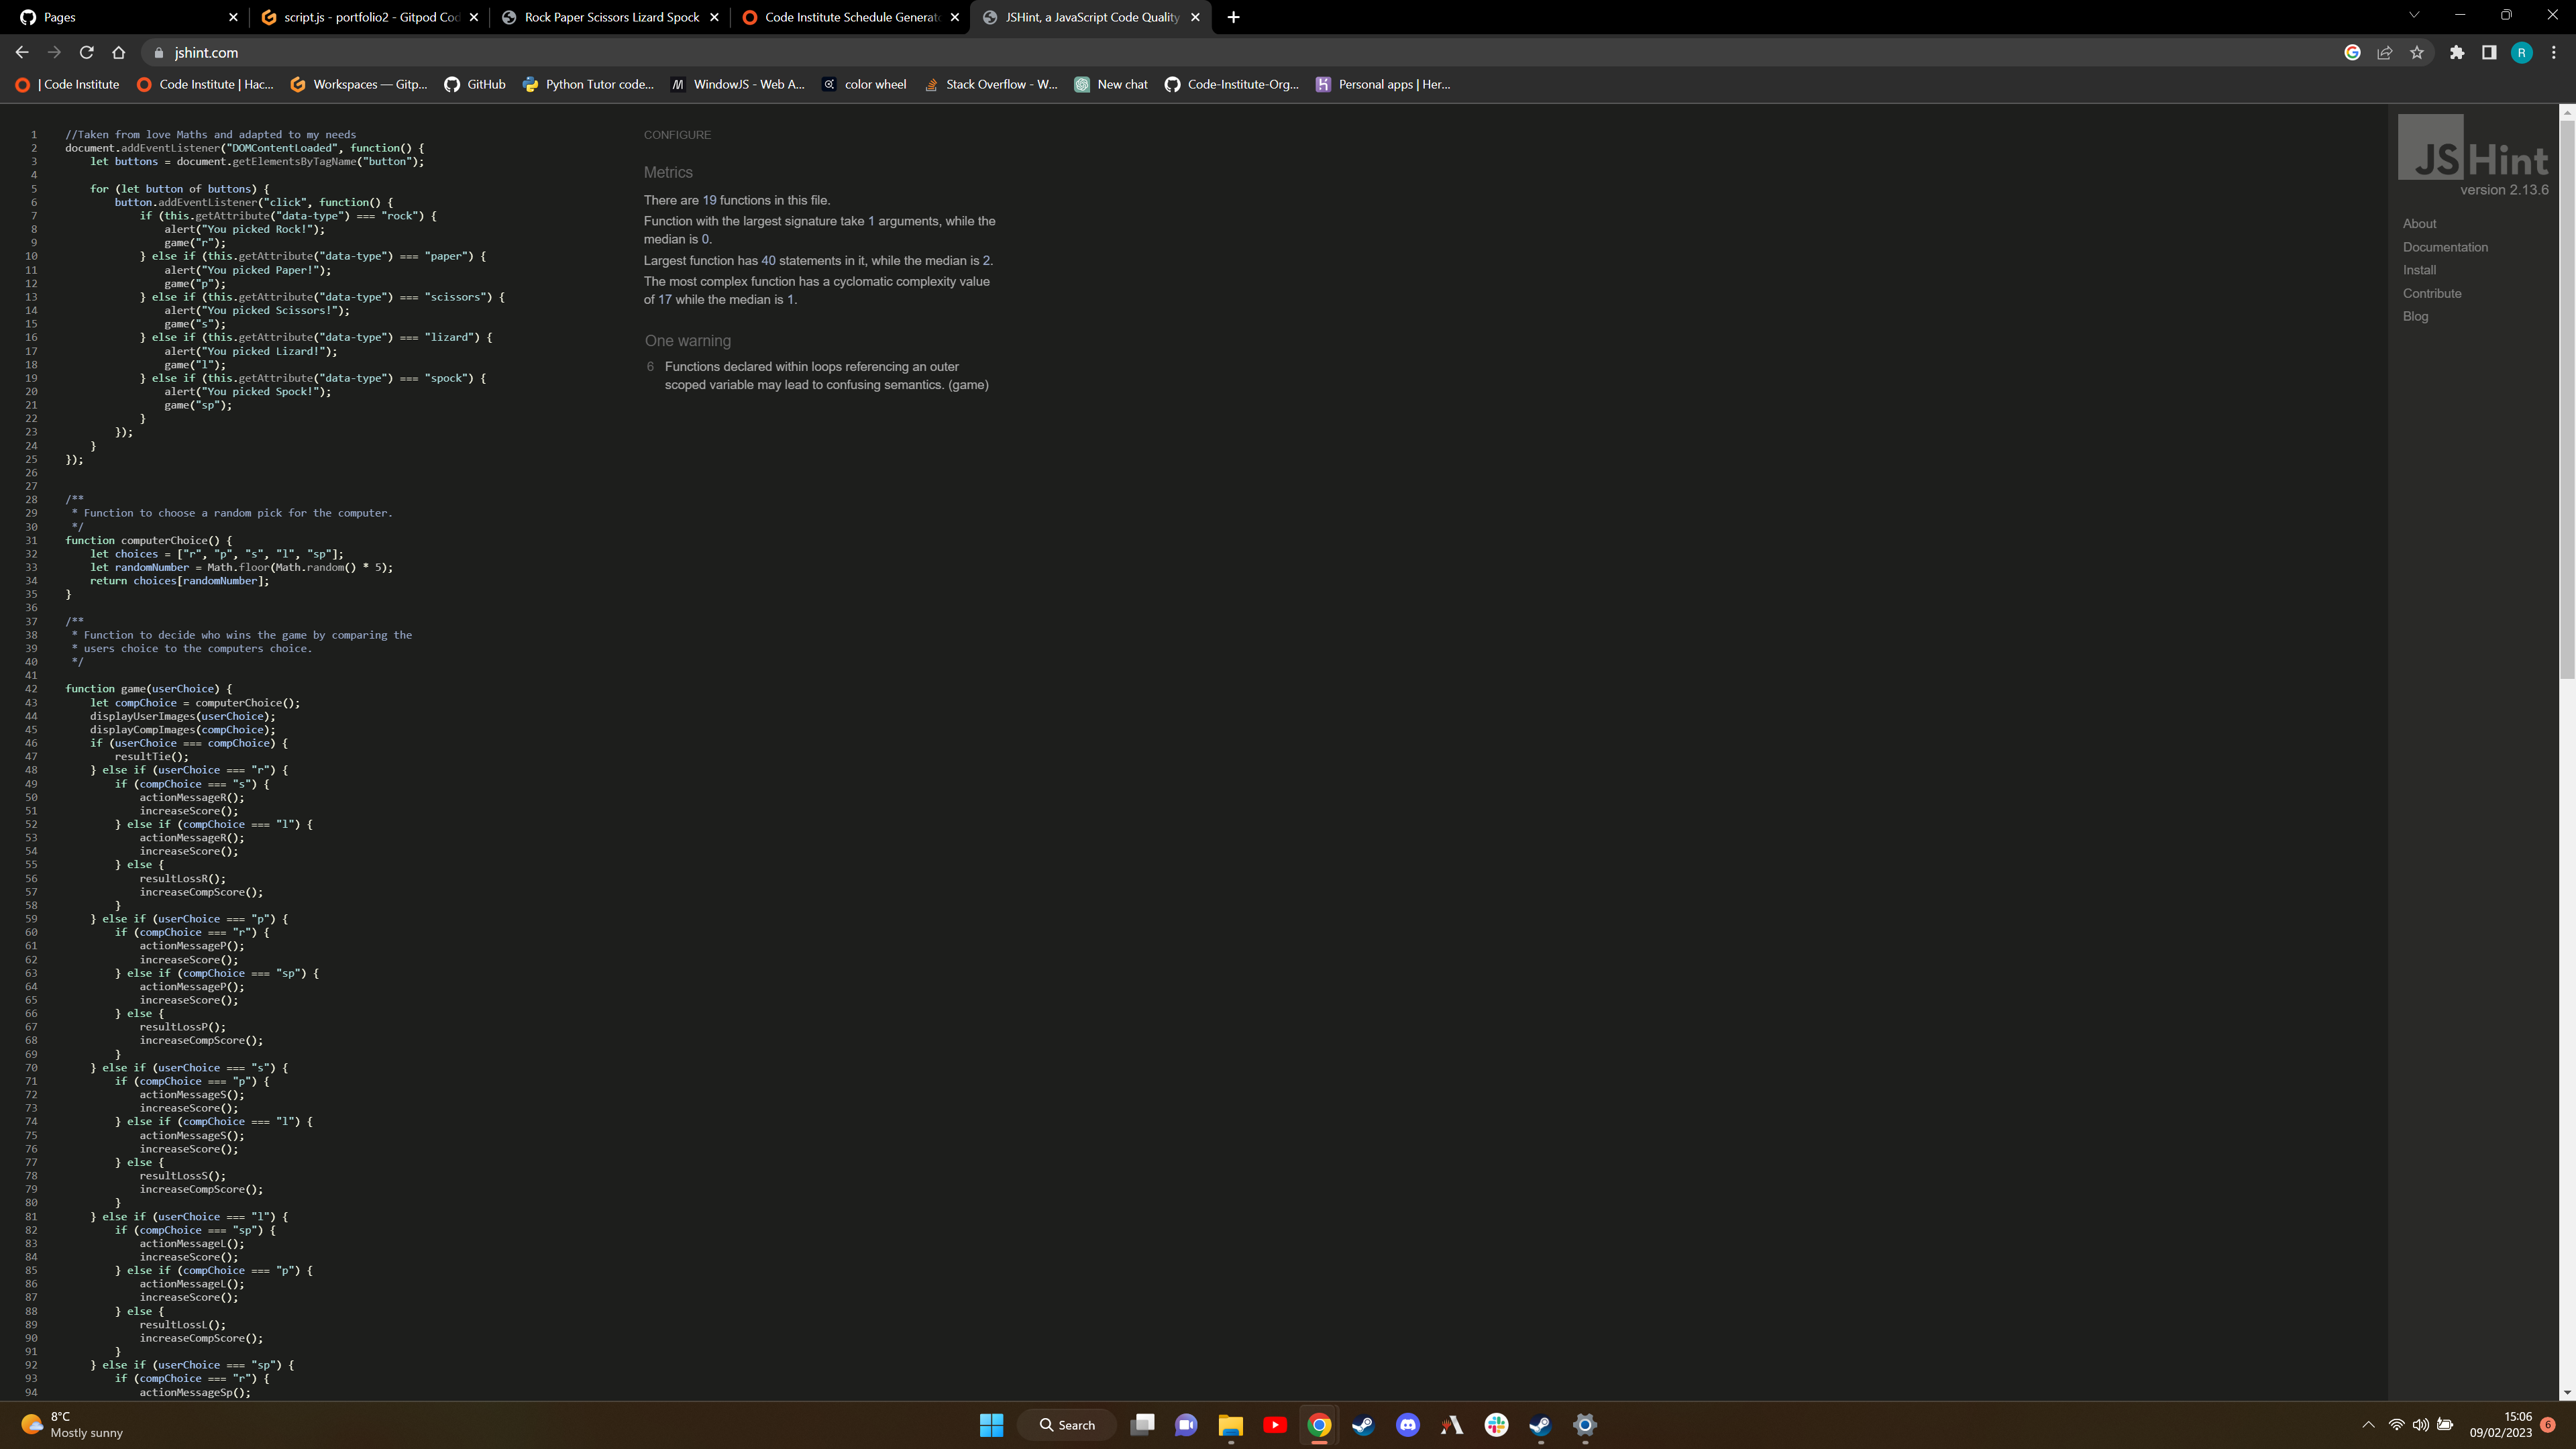 Pages
script.js - portfolio2 - Gitpod Coc
Rock Paper Scissors Lizard Spock
Code Institute Schedule Generato
JSHint, a JavaScript Code Quality
jshint.com
R
| Code Institute
Code Institute | Hac...
Workspaces — Gitp...
GitHub
Python Tutor code...
WindowJS - Web A...
color wheel
Stack Overflow - W...
New chat
Code-Institute-Org...
Personal apps | Her...
1 //Taken from love Maths and adapted to my needs
2 document.addEventListener("DOMContentLoaded", function() {
3 let buttons = document.getElementsByTagName("button");
4
5 for (let button of buttons) {
6 button.addEventListener("click", function() {
7 if (this.getAttribute("data-type") === "rock") {
8 alert("You picked Rock!");
9 game("r");
10 } else if (this.getAttribute("data-type") === "paper") {
11 alert("You picked Paper!");
12 game("p");
13 } else if (this.getAttribute("data-type") === "scissors") {
14 alert("You picked Scissors!");
15 game("s");
16 } else if (this.getAttribute("data-type") === "lizard") {
17 alert("You picked Lizard!");
18 game("l");
19 } else if (this.getAttribute("data-type") === "spock") {
20 alert("You picked Spock!");
21 game("sp");
22 }
23 });
24 }
25 });
26
27
28 /**
29 * Function to choose a random pick for the computer.
30 */
31 function computerChoice() {
32 let choices = ["r", "p", "s", "l", "sp"];
33 let randomNumber = Math.floor(Math.random() * 5);
34 return choices[randomNumber];
35 }
36
37 /**
38 * Function to decide who wins the game by comparing the
39 * users choice to the computers choice.
40 */
41
42 function game(userChoice) {
43 let compChoice = computerChoice();
44 displayUserImages(userChoice);
45 displayCompImages(compChoice);
46 if (userChoice === compChoice) {
47 resultTie();
48 } else if (userChoice === "r") {
49 if (compChoice === "s") {
50 actionMessageR();
51 increaseScore();
52 } else if (compChoice === "l") {
53 actionMessageR();
54 increaseScore();
55 } else {
56 resultLossR();
57 increaseCompScore();
58 }
59 } else if (userChoice === "p") {
60 if (compChoice === "r") {
61 actionMessageP();
62 increaseScore();
63 } else if (compChoice === "sp") {
64 actionMessageP();
65 increaseScore();
66 } else {
67 resultLossP();
68 increaseCompScore();
69 }
70 } else if (userChoice === "s") {
71 if (compChoice === "p") {
72 actionMessageS();
73 increaseScore();
74 } else if (compChoice === "l") {
75 actionMessageS();
76 increaseScore();
77 } else {
78 resultLossS();
79 increaseCompScore();
80 }
81 } else if (userChoice === "l") {
82 if (compChoice === "sp") {
83 actionMessageL();
84 increaseScore();
85 } else if (compChoice === "p") {
86 actionMessageL();
87 increaseScore();
88 } else {
89 resultLossL();
90 increaseCompScore();
91 }
92 } else if (userChoice === "sp") {
93 if (compChoice === "r") {
94 actionMessageSp();
CONFIGURE
Metrics
There are 19 functions in this file.
Function with the largest signature take 1 arguments, while the
median is 0.
Largest function has 40 statements in it, while the median is 2.
The most complex function has a cyclomatic complexity value
of 17 while the median is 1.
One warning
6 Functions declared within loops referencing an outer
scoped variable may lead to confusing semantics. (game)
JSHint
version 2.13.6
About
Documentation
Install
Contribute
Blog
8°C
Mostly sunny
Search
15:06
09/02/2023
6